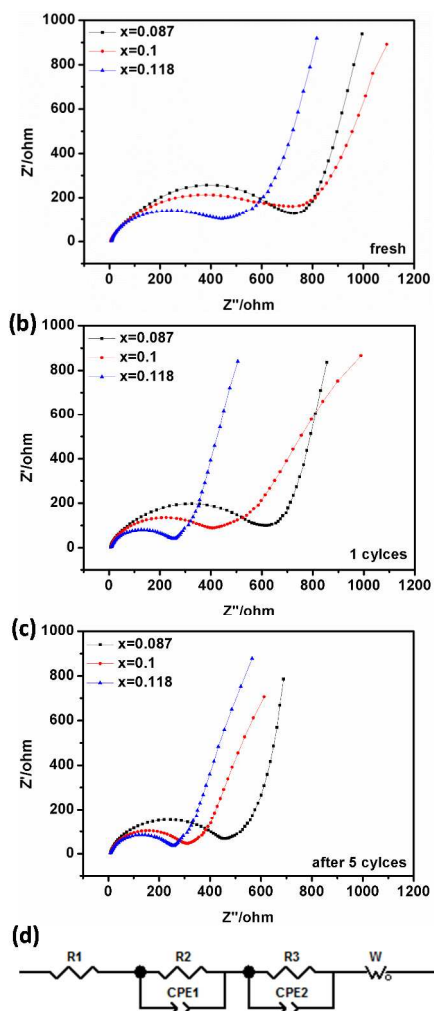 1000
800
600
400
200
0
Z'/ohm
x=0.087
x=0.1
x=0.118
fresh
0 200 400 600 800 1000 1200
Z''/ohm
(b)
1000
800
600
400
200
0
Z'/ohm
x=0.087
x=0.1
x=0.118
1 cylces
0 200 400 600 800 1000 1200
Z''/ohm
(c)
1000
800
600
400
200
0
Z'/ohm
x=0.087
x=0.1
x=0.118
after 5 cylces
0 200 400 600 800 1000 1200
Z''/ohm
(d)
R1 R2 R3 W
CPE1 CPE2